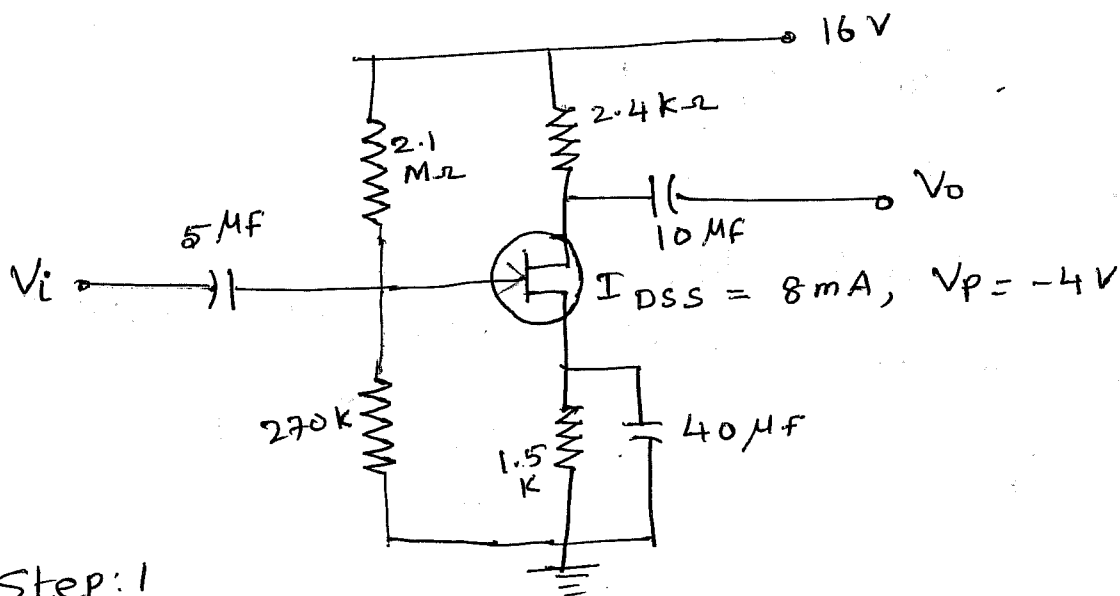 16 V
2.4 KΩ
2.1
MΩ
Vo
5 Mf
10 Mf
Vi
IDSS = 8mA, Vp = -4 V
270K
1.5
K
40 Mf
Step: 1